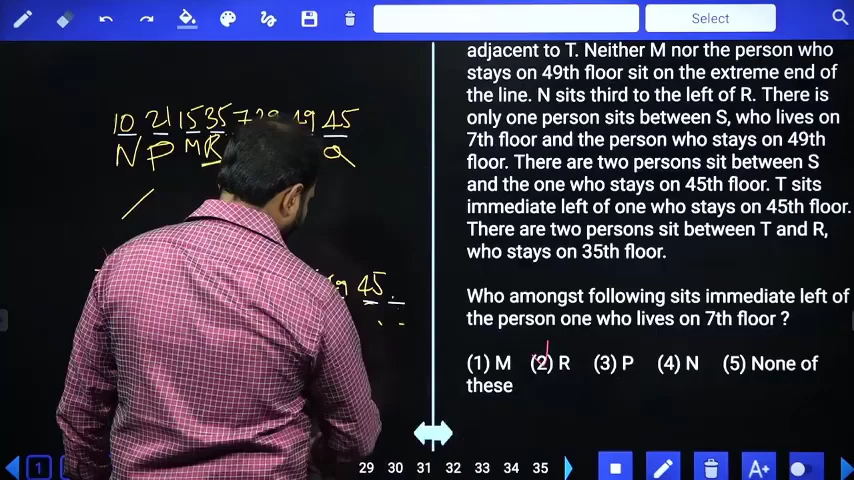 Select
adjacent to T. Neither M nor the person who
stays on 49th floor sit on the extreme end of
the line. N sits third to the left of R. There is
only one person sits between S, who lives on
7th floor and the person who stays on 49th
floor. There are two persons sit between S
and the one who stays on 45th floor. T sits
immediate left of one who stays on 45th floor.
There are two persons sit between T and R,
who stays on 35th floor.
Who amongst following sits immediate left of
the person one who lives on 7th floor ?
(1) M (2) R (3) P (4) N (5) None of
these
10 21 15 35 7 45
N P M R Q
45
1
29 30 31 32 33 34 35
A+